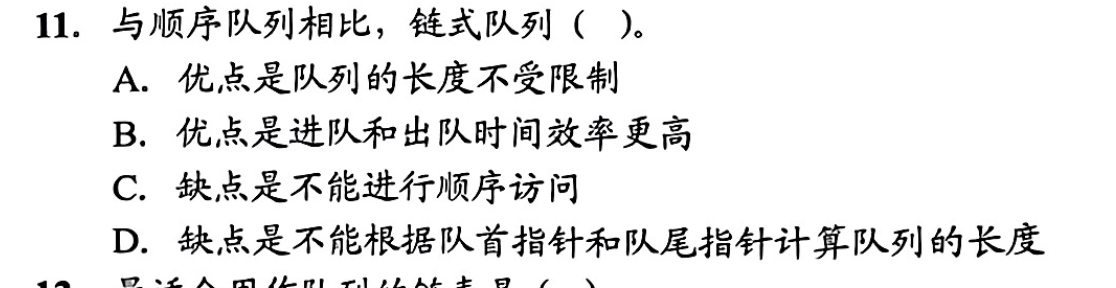 11. 与顺序队列相比，链式队列（ ）。
A. 优点是队列的长度不受限制
B. 优点是进队和出队时间效率更高
C. 缺点是不能进行顺序访问
D. 缺点是不能根据队首指针和队尾指针计算队列的长度